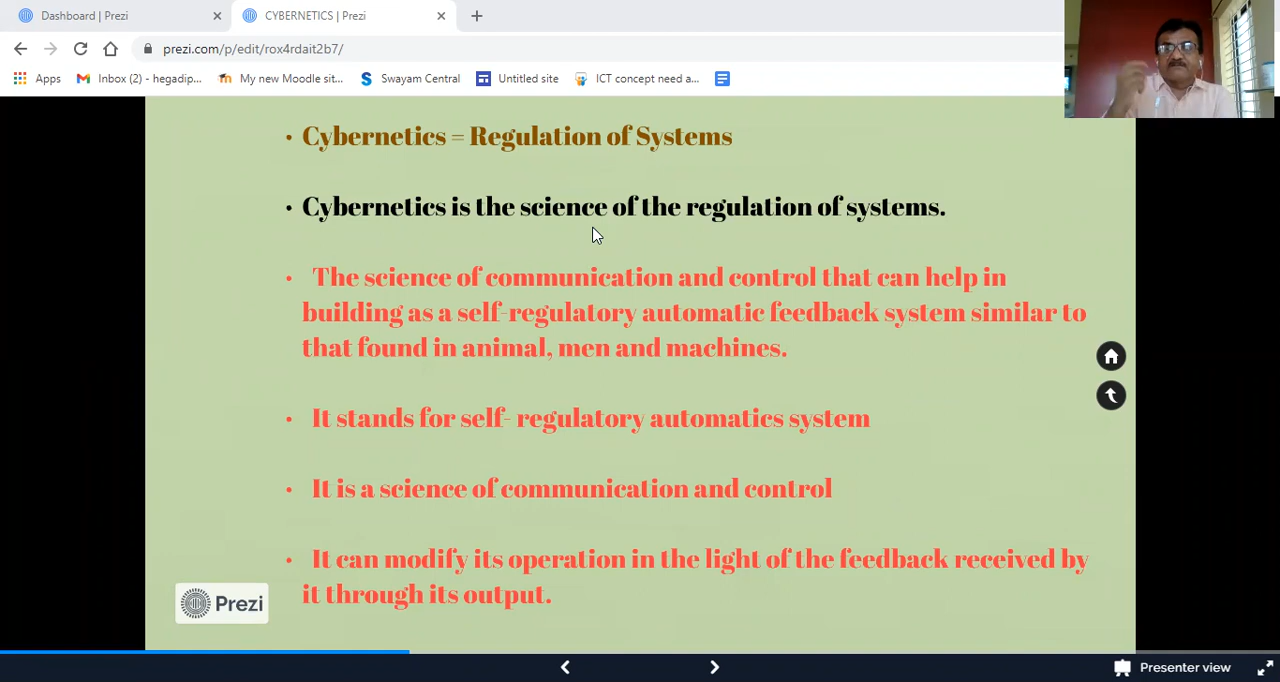 Dashboard | Prezi
CYBERNETICS | Prezi
prezi.com/p/edit/rox4rdait2b7/
Apps
Inbox (2) - hegadip...
My new Moodle sit...
Swayam Central
Untitled site
ICT concept need a...
• Cybernetics = Regulation of Systems
• Cybernetics is the science of the regulation of systems.
• The science of communication and control that can help in
building as a self-regulatory automatic feedback system similar to
that found in animal, men and machines.
• It stands for self- regulatory automatics system
• It is a science of communication and control
• It can modify its operation in the light of the feedback received by
it through its output.
Prezi
Presenter view